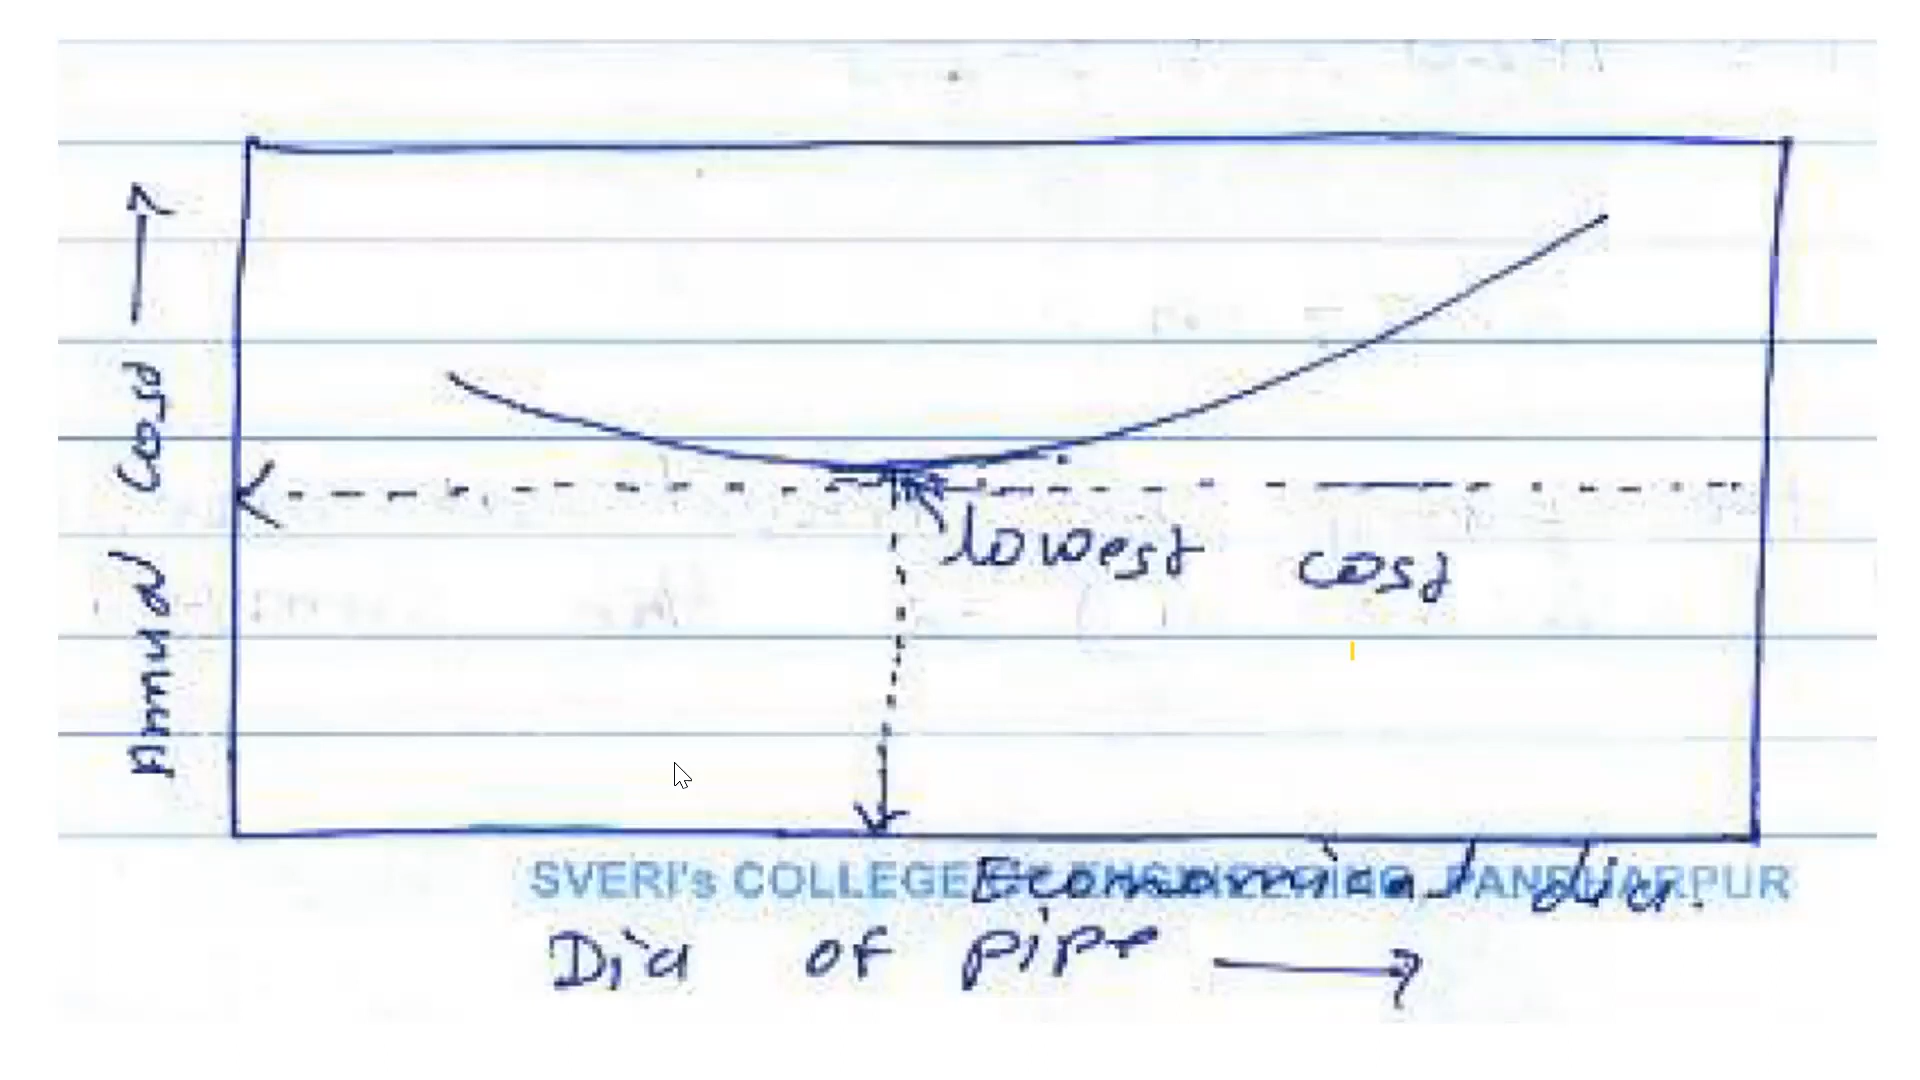 Annual Cost
lowest cost
SVERI's COLLEGE OF ENGINEERING, PANDHARPUR
Economical dia.
Dia of pipe